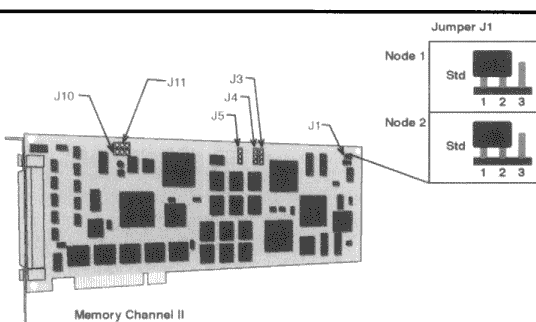 Jumper J1
Node 1
Std
1 2 3
Node 2
Std
1 2 3
J11
J10
J3
J4
J5
J1
Memory Channel II